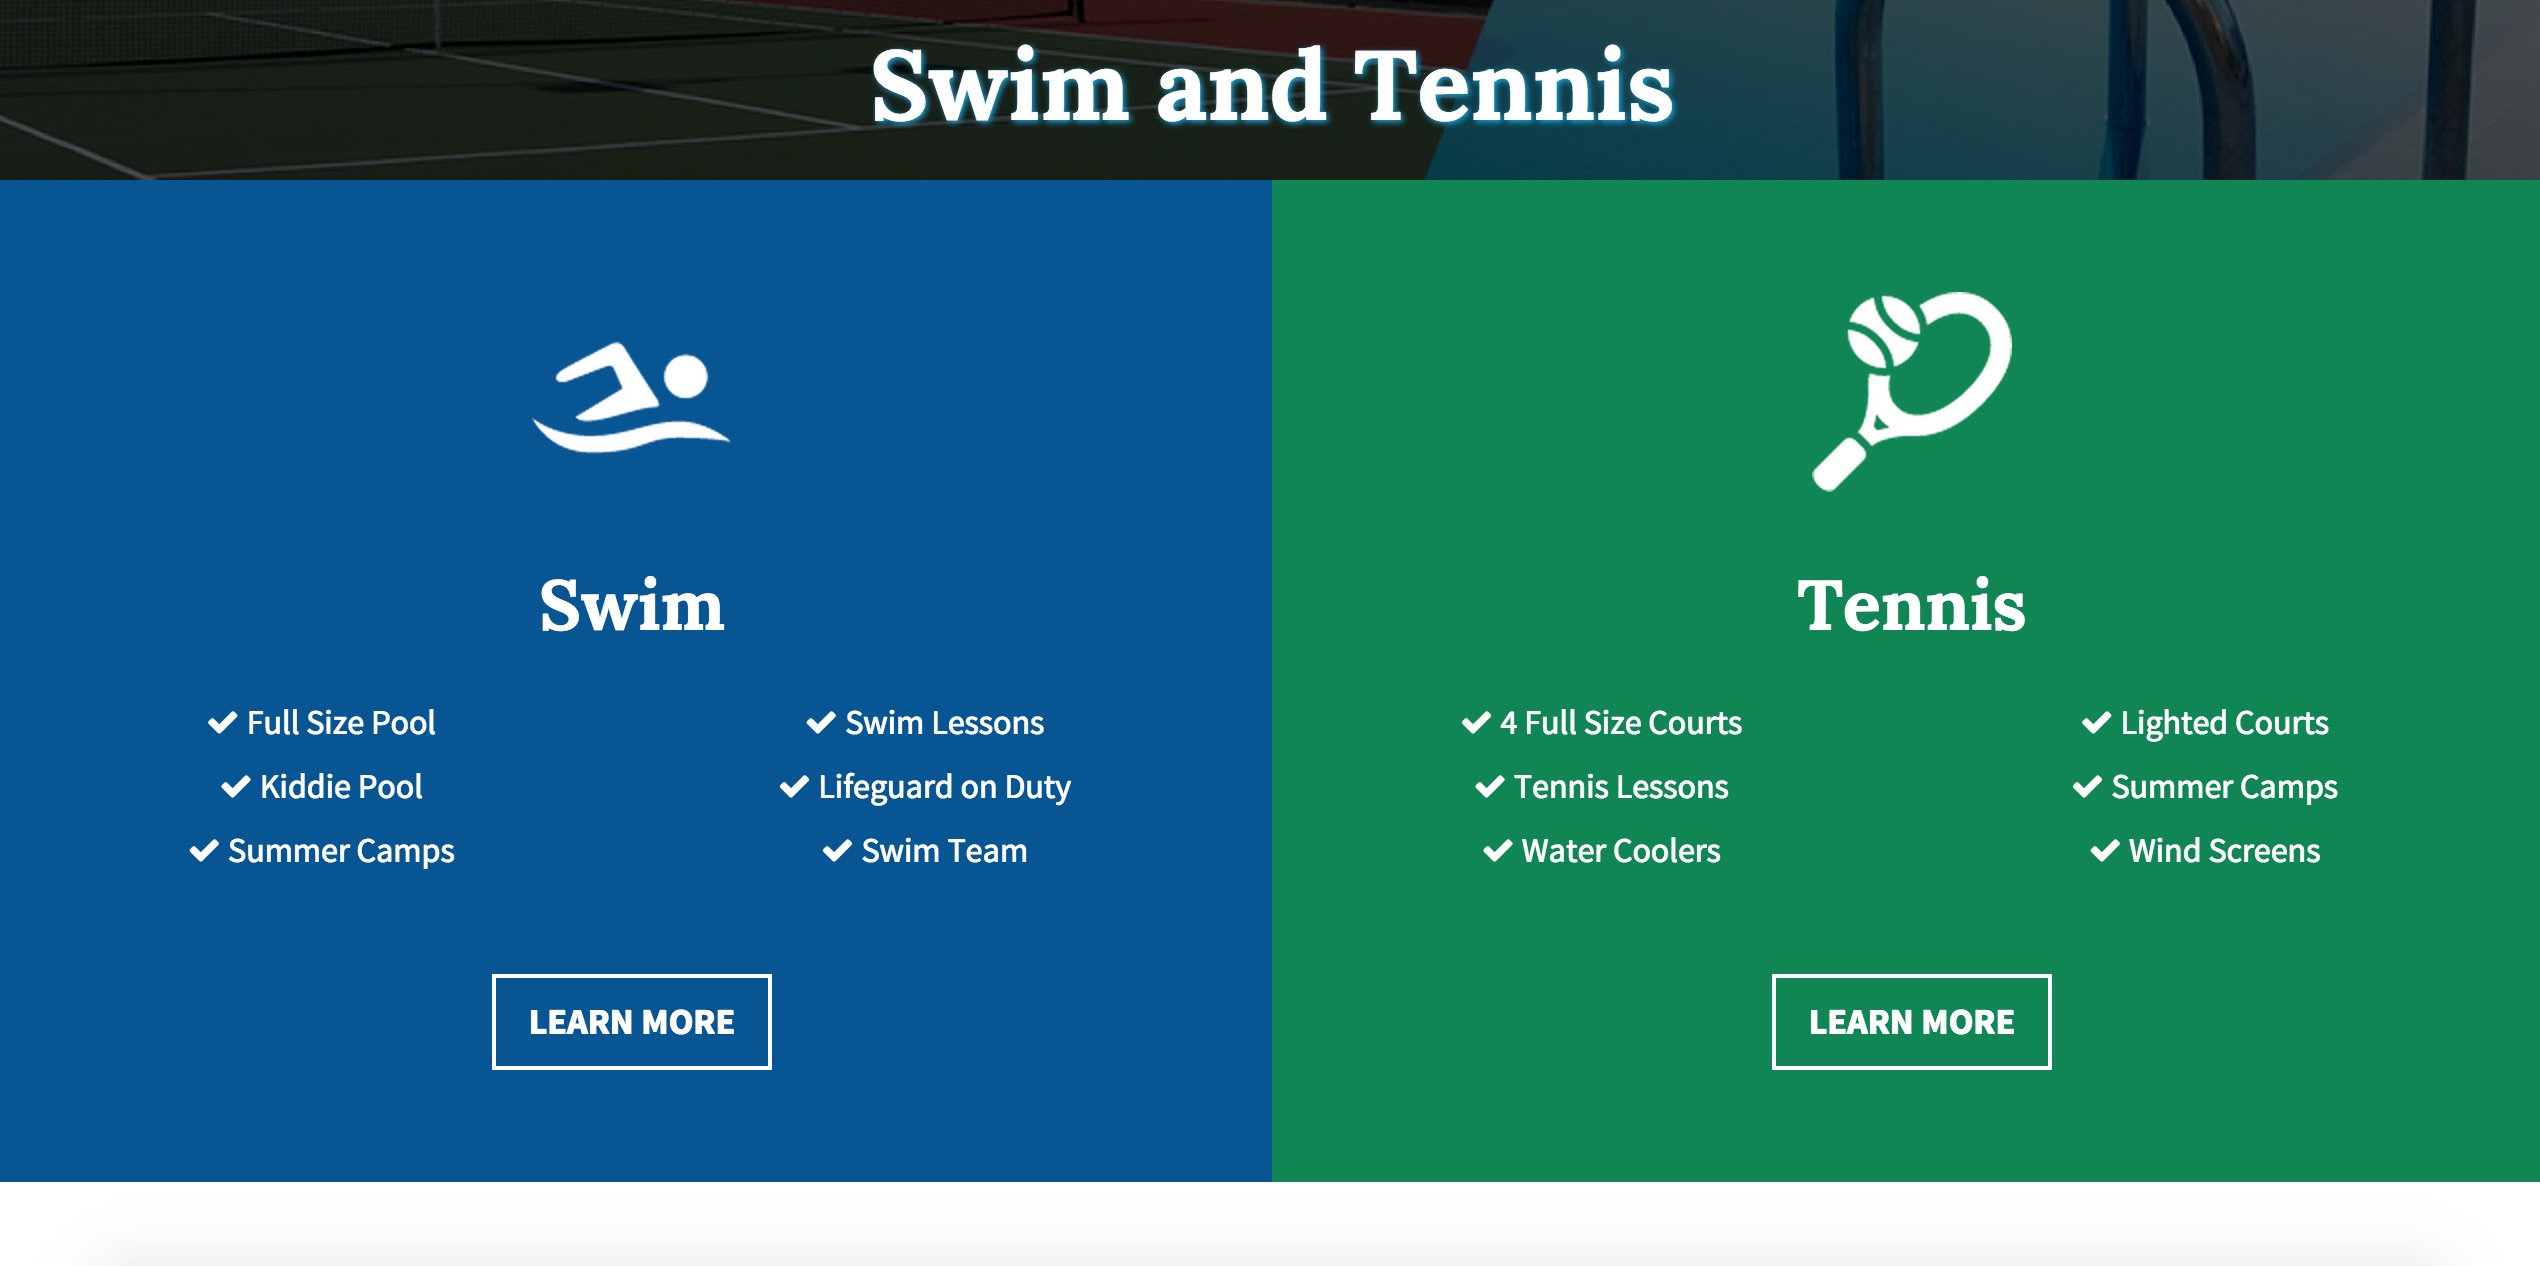 Swim and Tennis
Swim
Full Size Pool
Kiddie Pool
Summer Camps
Swim Lessons
Lifeguard on Duty
Swim Team
LEARN MORE
Tennis
4 Full Size Courts
Tennis Lessons
Water Coolers
Lighted Courts
Summer Camps
Wind Screens
LEARN MORE